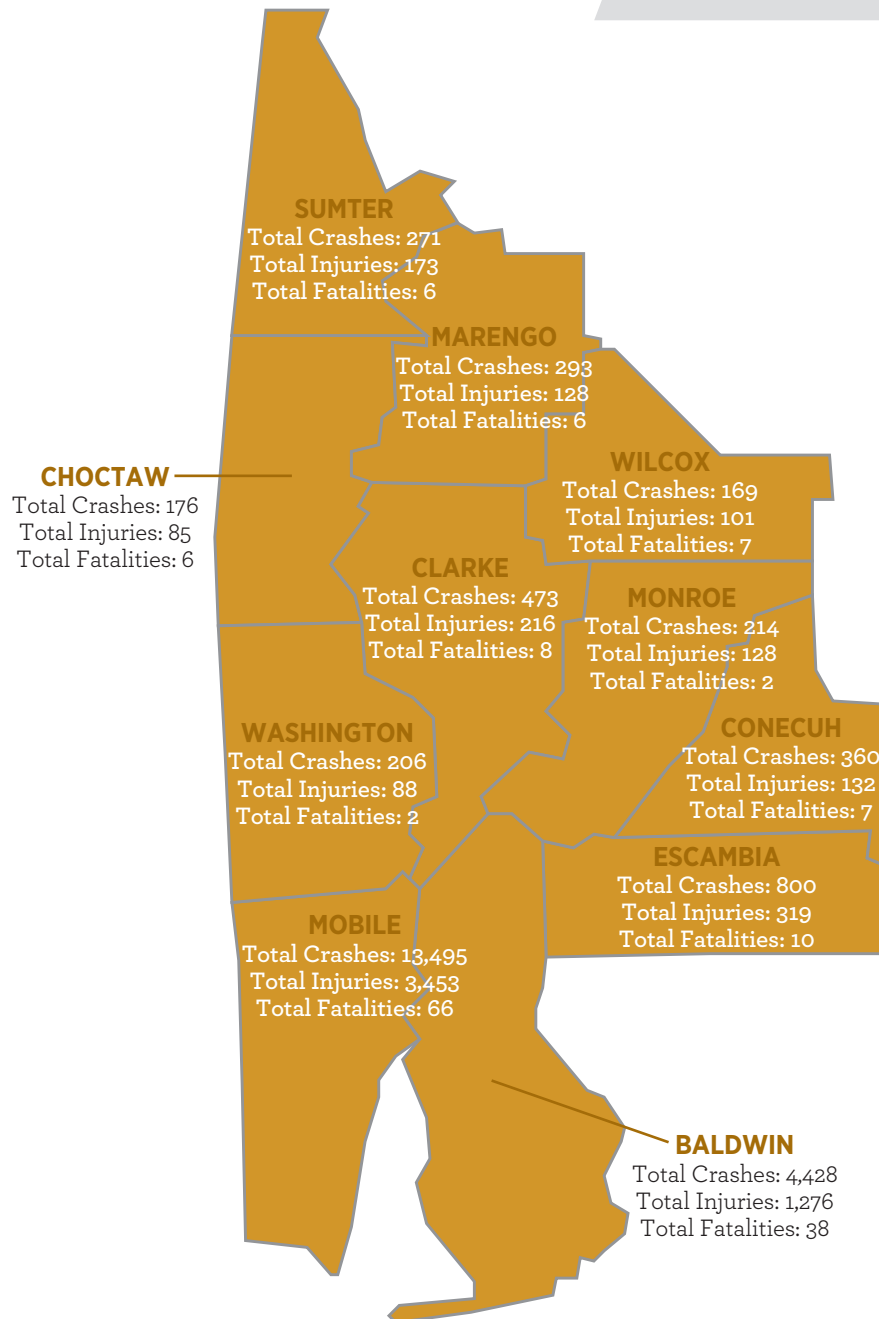 SUMTER
Total Crashes: 271
Total Injuries: 173
Total Fatalities: 6
MARENGO
Total Crashes: 293
Total Injuries: 128
Total Fatalities: 6
CHOCTAW
Total Crashes: 176
Total Injuries: 85
Total Fatalities: 6
WILCOX
Total Crashes: 169
Total Injuries: 101
Total Fatalities: 7
CLARKE
Total Crashes: 473
Total Injuries: 216
Total Fatalities: 8
MONROE
Total Crashes: 214
Total Injuries: 128
Total Fatalities: 2
WASHINGTON
Total Crashes: 206
Total Injuries: 88
Total Fatalities: 2
CONECUH
Total Crashes: 360
Total Injuries: 132
Total Fatalities: 7
ESCAMBIA
Total Crashes: 800
Total Injuries: 319
Total Fatalities: 10
MOBILE
Total Crashes: 13,495
Total Injuries: 3,453
Total Fatalities: 66
BALDWIN
Total Crashes: 4,428
Total Injuries: 1,276
Total Fatalities: 38